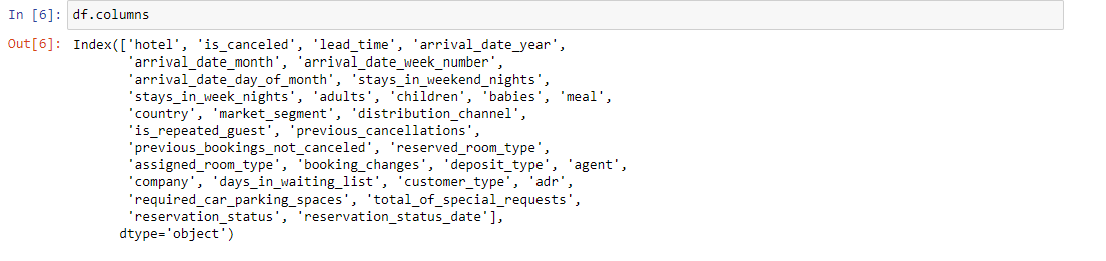 In [6]: df.columns
Out[6]: Index(['hotel', 'is_canceled', 'lead_time', 'arrival_date_year',
'arrival_date_month', 'arrival_date_week_number',
'arrival_date_day_of_month', 'stays_in_weekend_nights',
'stays_in_week_nights', 'adults', 'children', 'babies', 'meal',
'country', 'market_segment', 'distribution_channel',
'is_repeated_guest', 'previous_cancellations',
'previous_bookings_not_canceled', 'reserved_room_type',
'assigned_room_type', 'booking_changes', 'deposit_type', 'agent',
'company', 'days_in_waiting_list', 'customer_type', 'adr',
'required_car_parking_spaces', 'total_of_special_requests',
'reservation_status', 'reservation_status_date'],
dtype='object')